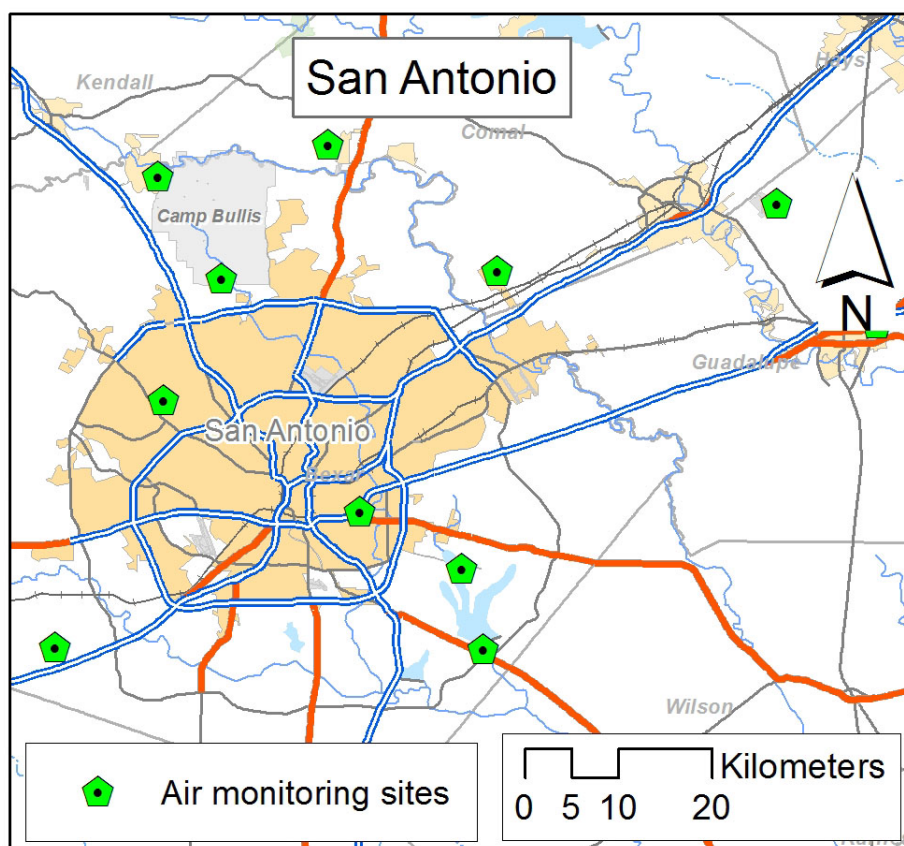 San Antonio
Kendall
Hays
Comal
Camp Bullis
N
Guadalupe
San Antonio
Bexar
Wilson
Air monitoring sites
Kilometers
0 5 10 20